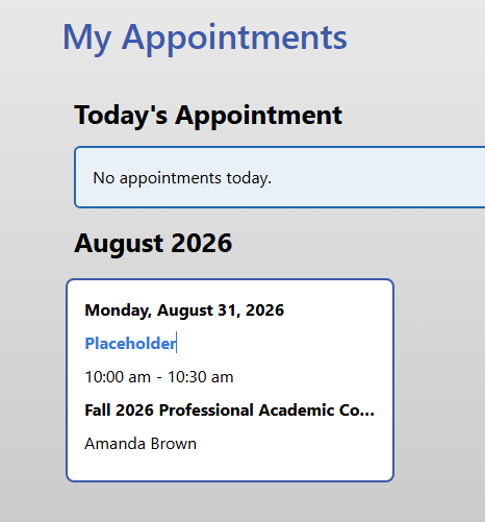 My Appointments
Today's Appointment
No appointments today.
August 2026
Monday, August 31, 2026
Placeholder
10:00 am - 10:30 am
Fall 2026 Professional Academic Co...
Amanda Brown